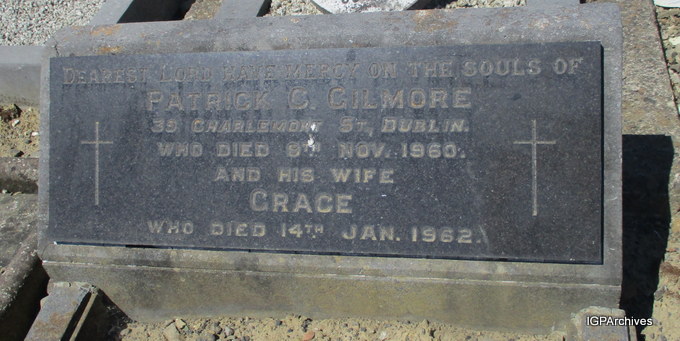 DEAREST LORD HAVE MERCY ON THE SOULS OF
PATRICK C. GILMORE
35 CHARLEMONT ST, DUBLIN.
WHO DIED 8TH NOV. 1960.
AND HIS WIFE
GRACE
WHO DIED 14TH JAN. 1962.
IGPArchives